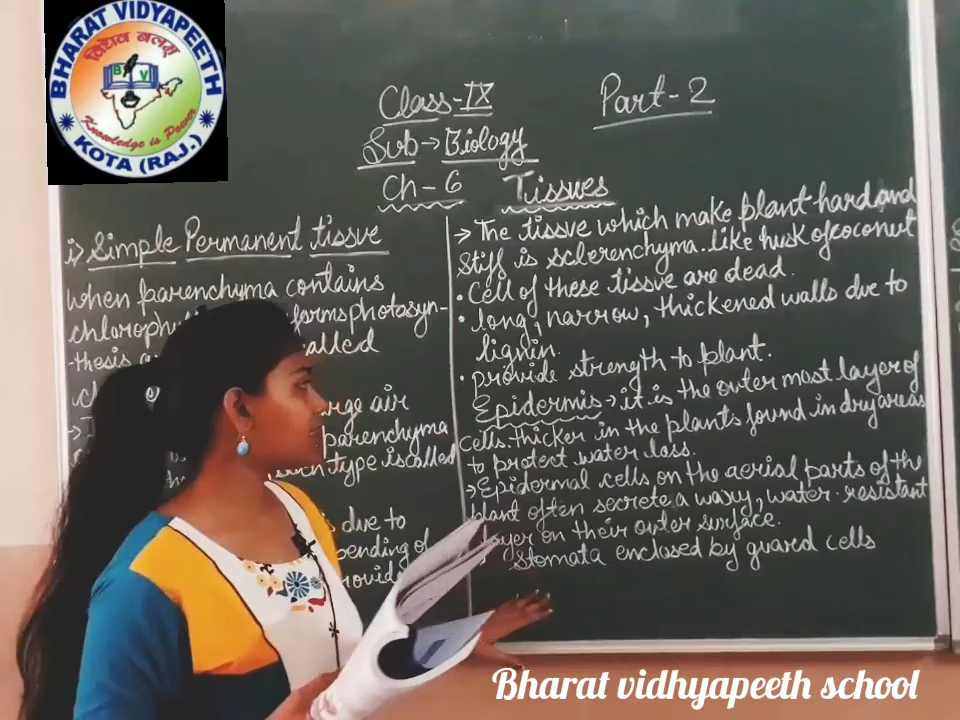 BHARAT VIDYAPEETH
विद्यैव बलम्
B V
Knowledge is Power
KOTA (RAJ.)
Class-IX
Part-2
Sub→Biology
Ch-6 Tissues
i) Simple Permanent tissue
when parenchyma contains
chlorophyll forms photosyn-
-thesis called
air
parenchyma
type is called
due to
bending of
→ The tissue which make plant hard and
stiff is sclerenchyma. Like husk of coconut
• Cell of these tissue are dead.
• long, narrow, thickened walls due to
lignin.
• provide strength to plant.
Epidermis → it is the outer most layer of
cells. thicker in the plants found in dry areas
to protect water loss.
→ Epidermal cells on the aerial parts of the
plant often secrete a waxy, water-resistant
layer on their outer surface.
stomata enclosed by guard cells
Bharat vidhyapeeth school